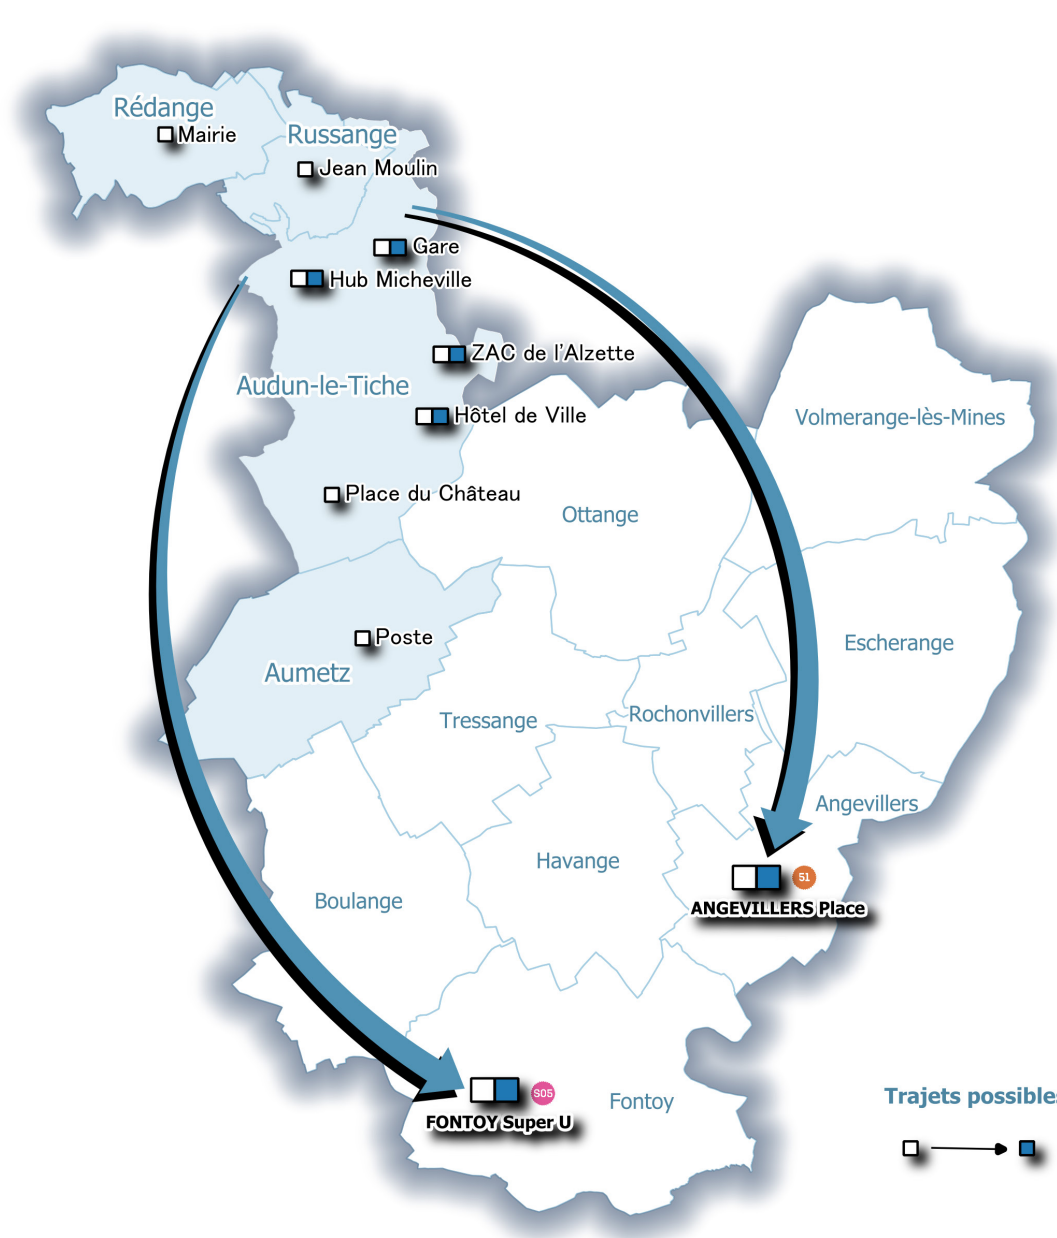 Rédange
Mairie
Russange
Jean Moulin
Gare
Hub Micheville
ZAC de l'Alzette
Audun-le-Tiche
Hôtel de Ville
Volmerange-lès-Mines
Place du Château
Ottange
Poste
Escherange
Aumetz
Tressange
Rochonvillers
Angevillers
Havange
51
Boulange
ANGEVILLERS Place
S05
Fontoy
FONTOY Super U
Trajets possibles